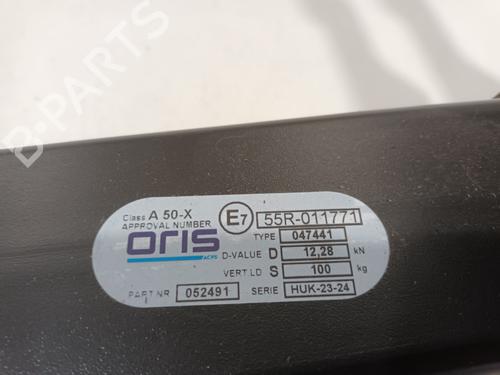 Class A 50-X
APPROVAL NUMBER E7 55R-011771
ORIS ACPS
TYPE 047441
D-VALUE D 12,28 kN
VERT.LD S 100 kg
PART NR 052491 SERIE HUK-23-24
B-PARTS